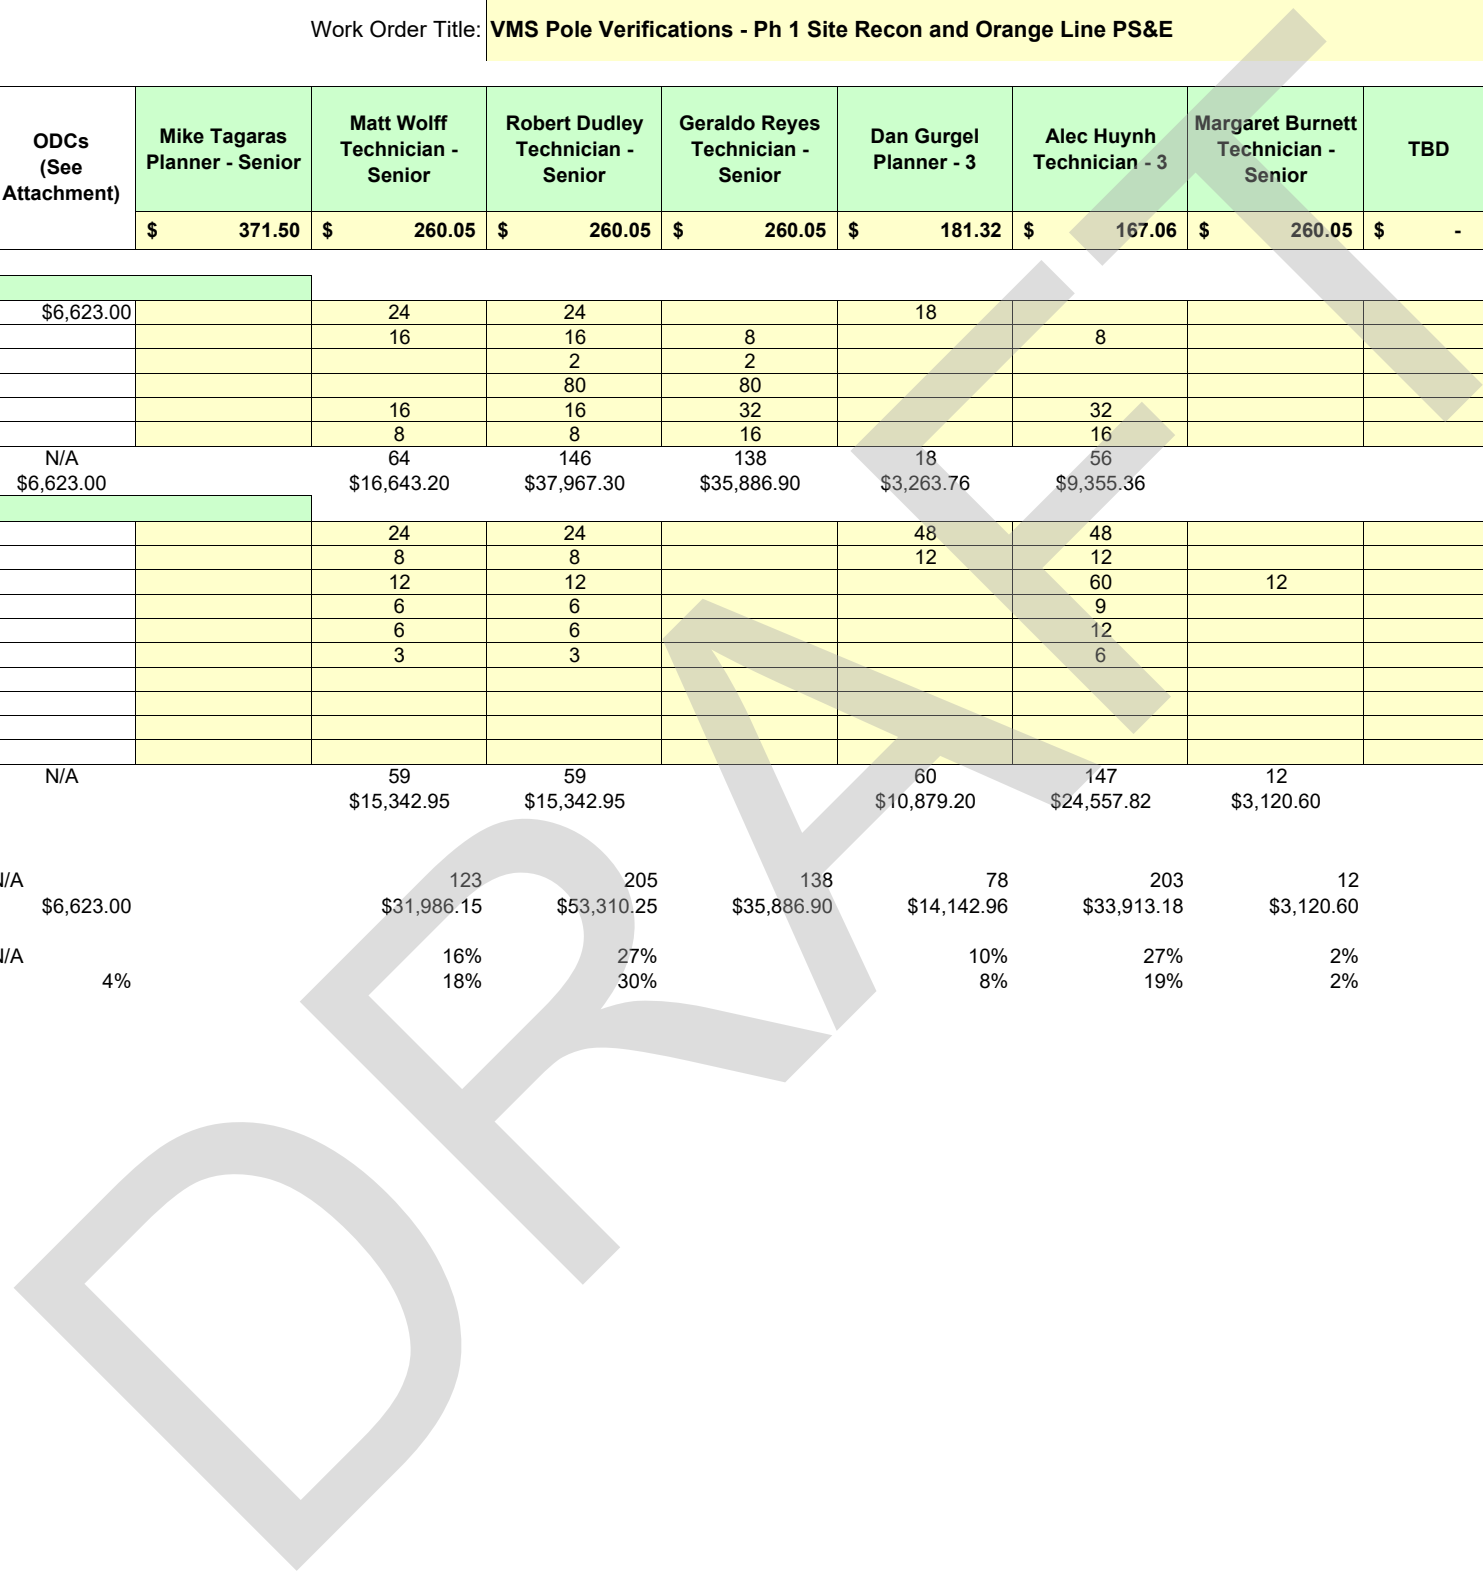 Work Order Title: VMS Pole Verifications - Ph 1 Site Recon and Orange Line PS&E
ODCs
(See
Attachment)
Mike Tagaras
Planner - Senior
Matt Wolff
Technician -
Senior
Robert Dudley
Technician -
Senior
Geraldo Reyes
Technician -
Senior
Dan Gurgel
Planner - 3
Alec Huynh
Technician - 3
Margaret Burnett
Technician -
Senior
TBD
$ 371.50 $ 260.05 $ 260.05 $ 260.05 $ 181.32 $ 167.06 $ 260.05 $ -
$6,623.00 24 24 18
16 16 8 8
2 2
80 80
16 16 32 32
8 8 16 16
N/A 64 146 138 18 56
$6,623.00 $16,643.20 $37,967.30 $35,886.90 $3,263.76 $9,355.36
24 24 48 48
8 8 12 12
12 12 60 12
6 6 9
6 6 12
3 3 6
N/A 59 59 60 147 12
$15,342.95 $15,342.95 $10,879.20 $24,557.82 $3,120.60
N/A 123 205 138 78 203 12
$6,623.00 $31,986.15 $53,310.25 $35,886.90 $14,142.96 $33,913.18 $3,120.60
N/A 16% 27% 10% 27% 2%
4% 18% 30% 8% 19% 2%
DRAFT